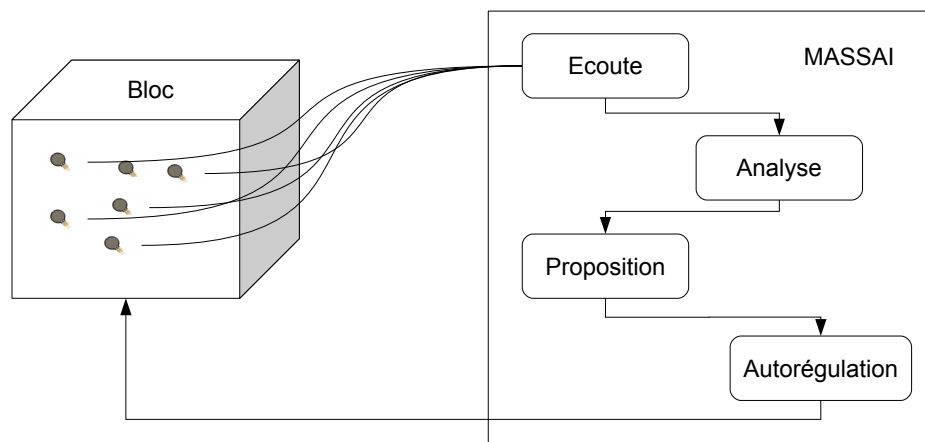 Bloc
MASSAI
Ecoute
Analyse
Proposition
Autorégulation